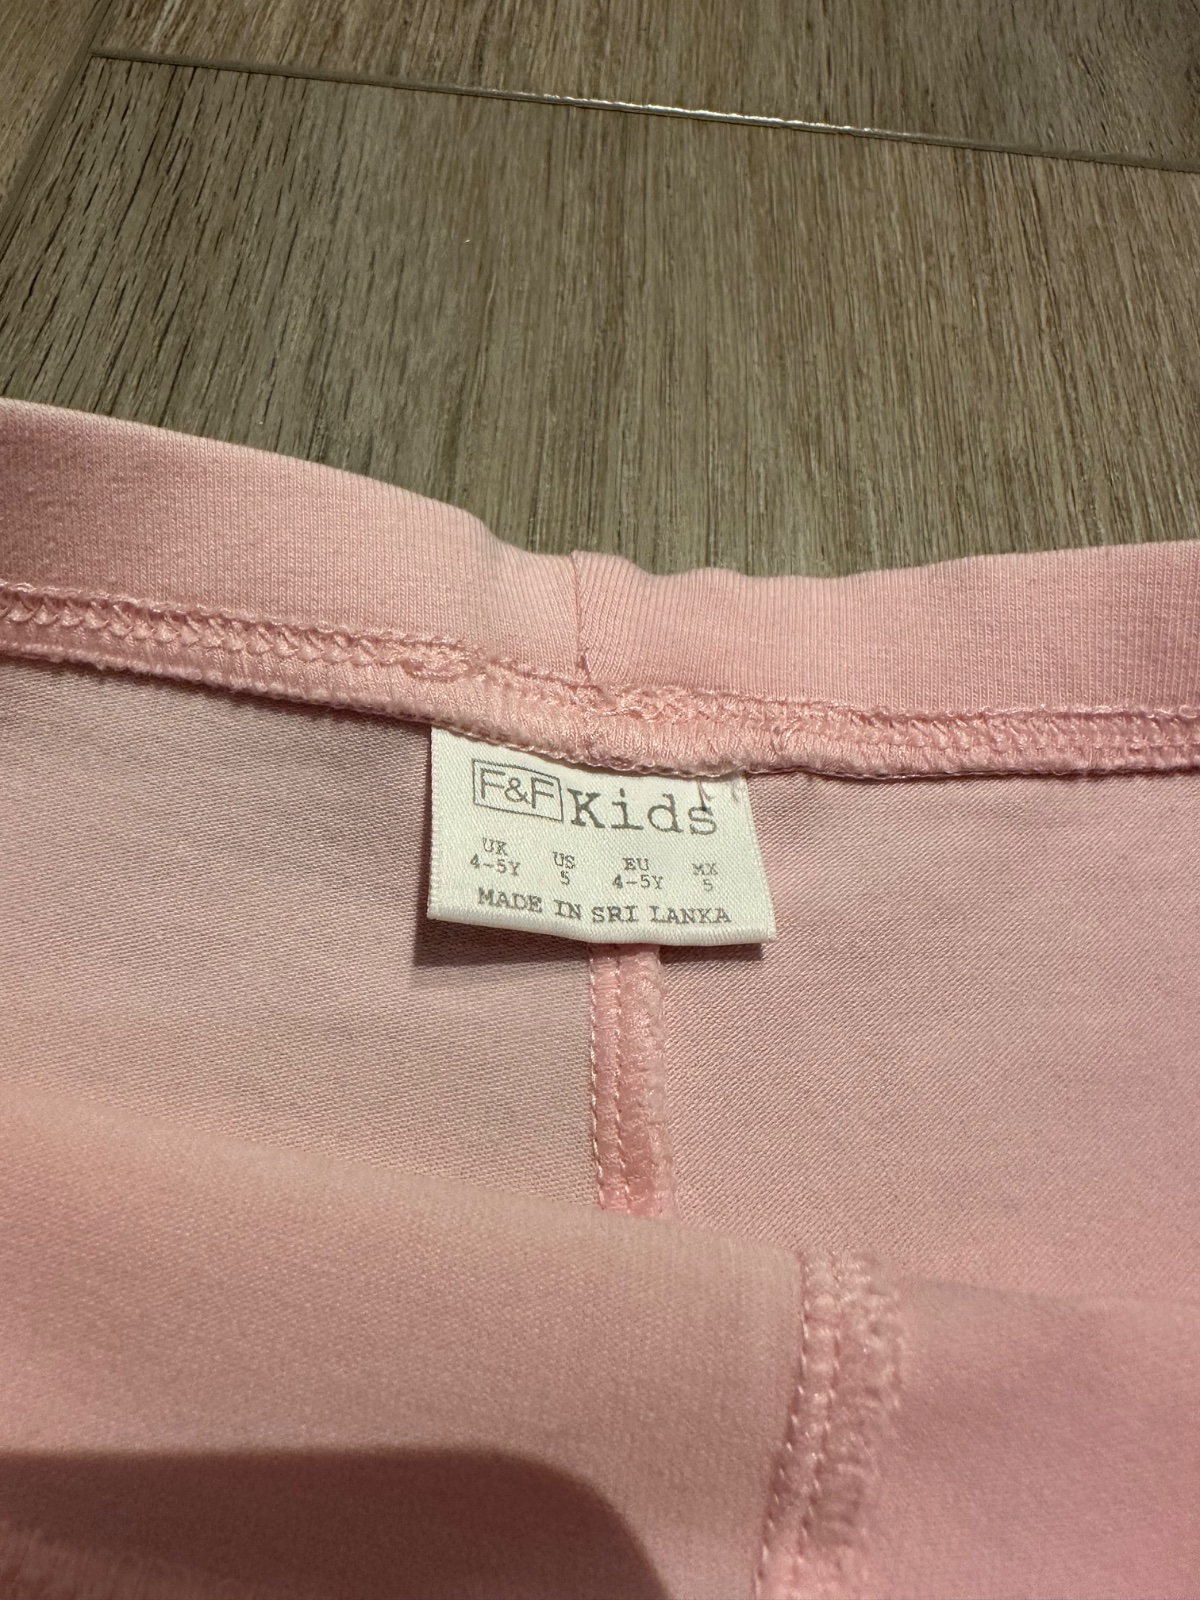 F&F Kids
UK US EU MX
4-5Y 5 4-5Y 5
MADE IN SRI LANKA